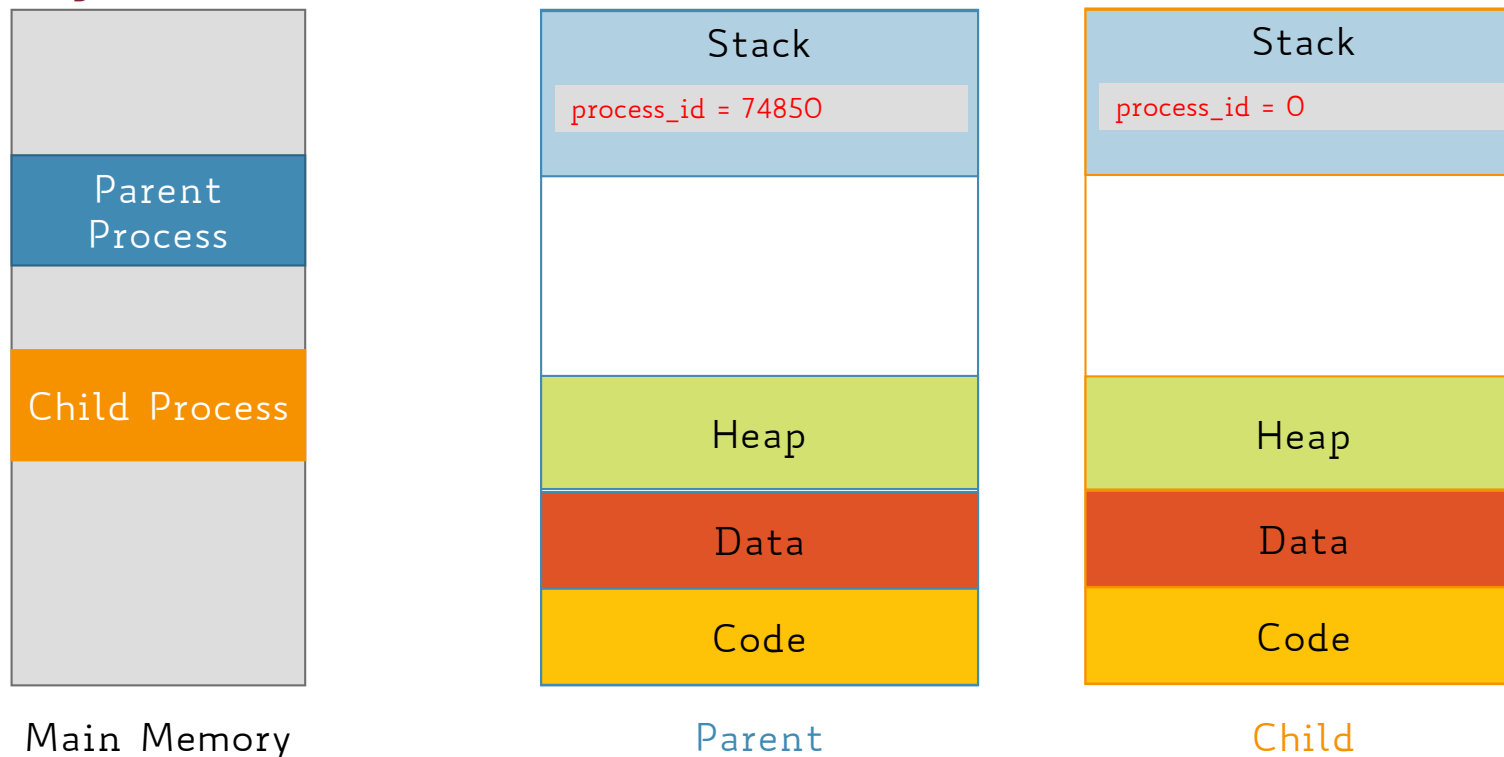 Parent
Process
Child Process
Main Memory
Stack
process_id = 74850
Heap
Data
Code
Parent
Stack
process_id = 0
Heap
Data
Code
Child